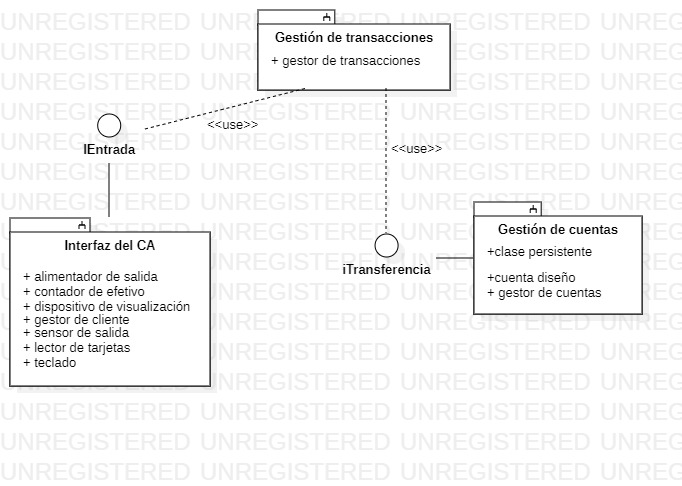 Gestión de transacciones
+ gestor de transacciones
<<use>>
IEntrada
<<use>>
Interfaz del CA
+ alimentador de salida
+ contador de efetivo
+ dispositivo de visualización
+ gestor de cliente
+ sensor de salida
+ lector de tarjetas
+ teclado
iTransferencia
Gestión de cuentas
+clase persistente
+cuenta diseño
+ gestor de cuentas
UNREGISTERED UNREGISTERED UNREGISTERED UNREG